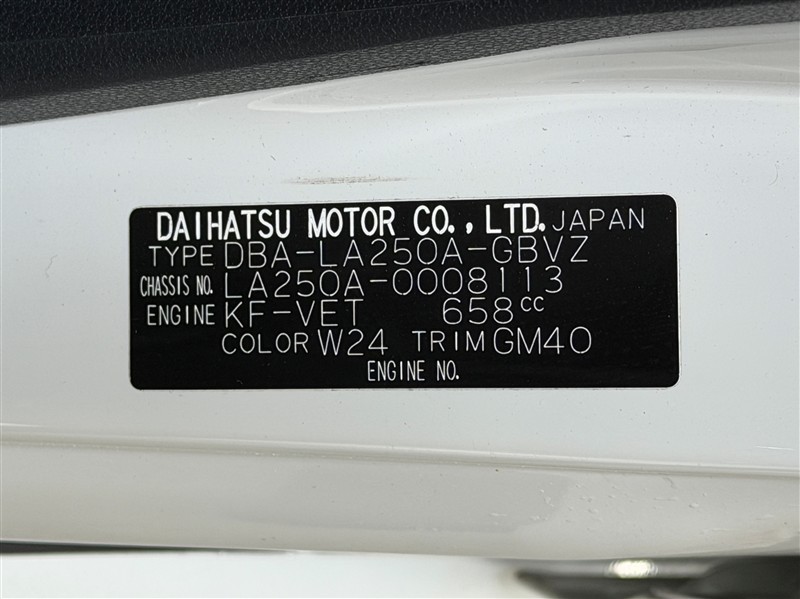 DAIHATSU MOTOR CO., LTD. JAPAN
TYPE DBA-LA250A-GBVZ
CHASSIS NO. LA250A-0008113
ENGINE KF-VET 658cc
COLOR W24 TRIM GM40
ENGINE NO.